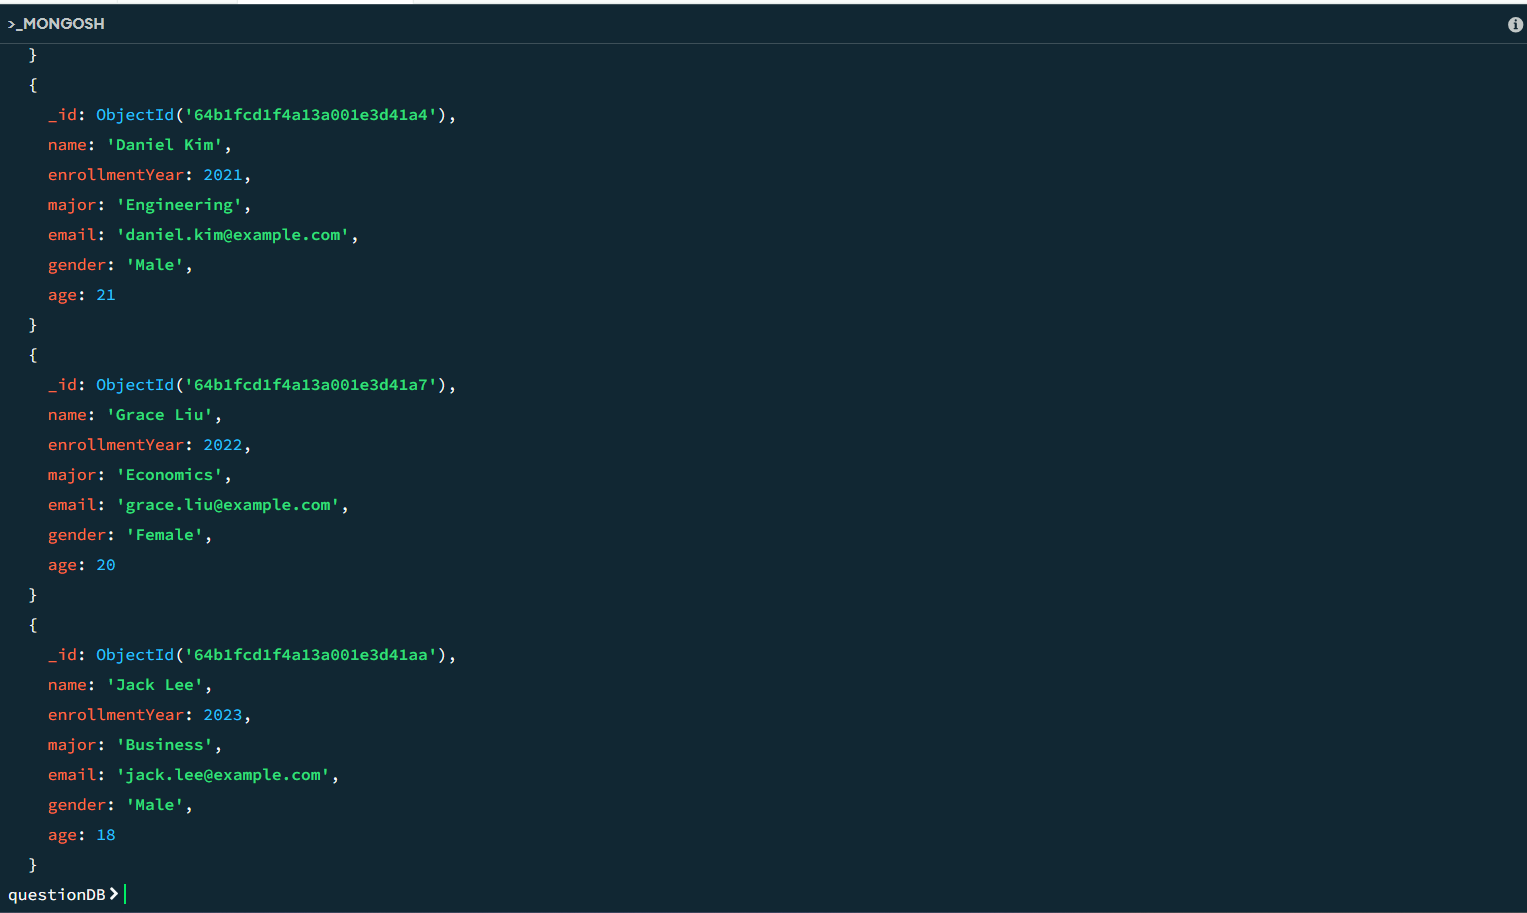 >_MONGOSH
}
{
_id: ObjectId('64b1fcd1f4a13a001e3d41a4'),
name: 'Daniel Kim',
enrollmentYear: 2021,
major: 'Engineering',
email: 'daniel.kim@example.com',
gender: 'Male',
age: 21
}
{
_id: ObjectId('64b1fcd1f4a13a001e3d41a7'),
name: 'Grace Liu',
enrollmentYear: 2022,
major: 'Economics',
email: 'grace.liu@example.com',
gender: 'Female',
age: 20
}
{
_id: ObjectId('64b1fcd1f4a13a001e3d41aa'),
name: 'Jack Lee',
enrollmentYear: 2023,
major: 'Business',
email: 'jack.lee@example.com',
gender: 'Male',
age: 18
}
questionDB>